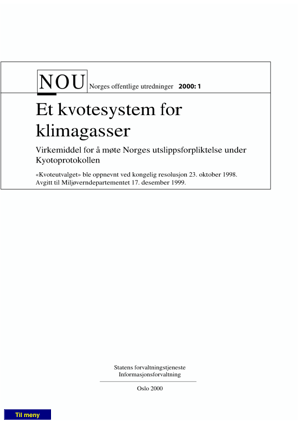 NOU Norges offentlige utredninger 2000: 1
Et kvotesystem for
klimagasser
Virkemiddel for å møte Norges utslippsforpliktelse under
Kyotoprotokollen
«Kvoteutvalget» ble oppnevnt ved kongelig resolusjon 23. oktober 1998.
Avgitt til Miljøverndepartementet 17. desember 1999.
Statens forvaltningstjeneste
Informasjonsforvaltning
Oslo 2000
Til meny